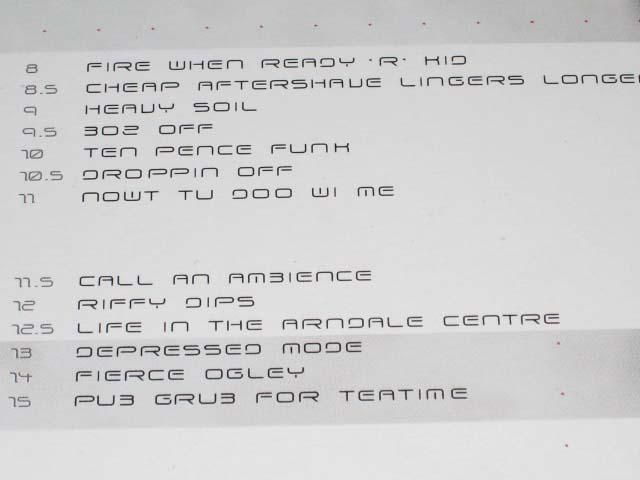 8 FIRE WHEN READY 'R' KID
8.5 CHEAP AFTERSHAVE LINGERS LONGER
9 HEAVY SOIL
9.5 302 OFF
10 TEN PENCE FUNK
10.5 DROPPIN OFF
11 NOWT TU DOO WI ME
11.5 CALL AN AMBIENCE
12 RIFFY DIPS
12.5 LIFE IN THE ARNDALE CENTRE
13 DEPRESSED MODE
14 FIERCE OGLEY
15 PUB GRUB FOR TEATIME